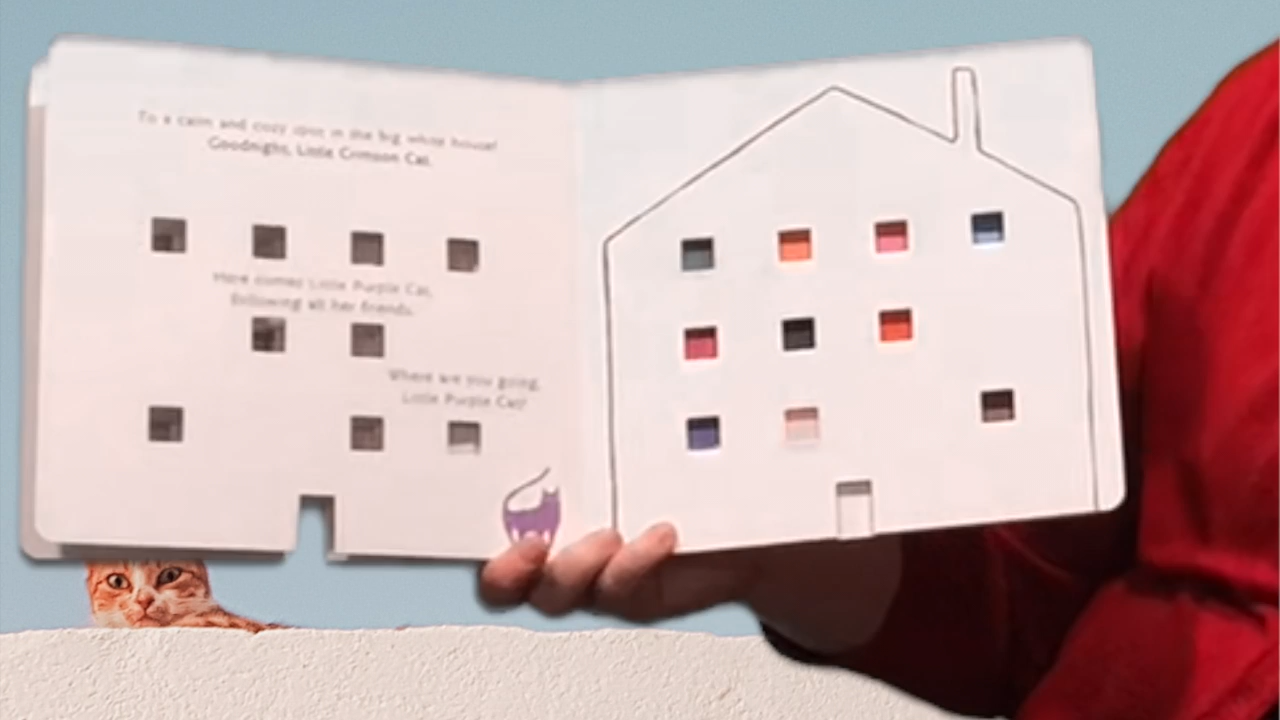 To a calm and cozy spot in the big white house!
Goodnight, Little Crimson Cat.
Here comes Little Purple Cat,
following all her friends.
Where are you going,
Little Purple Cat?